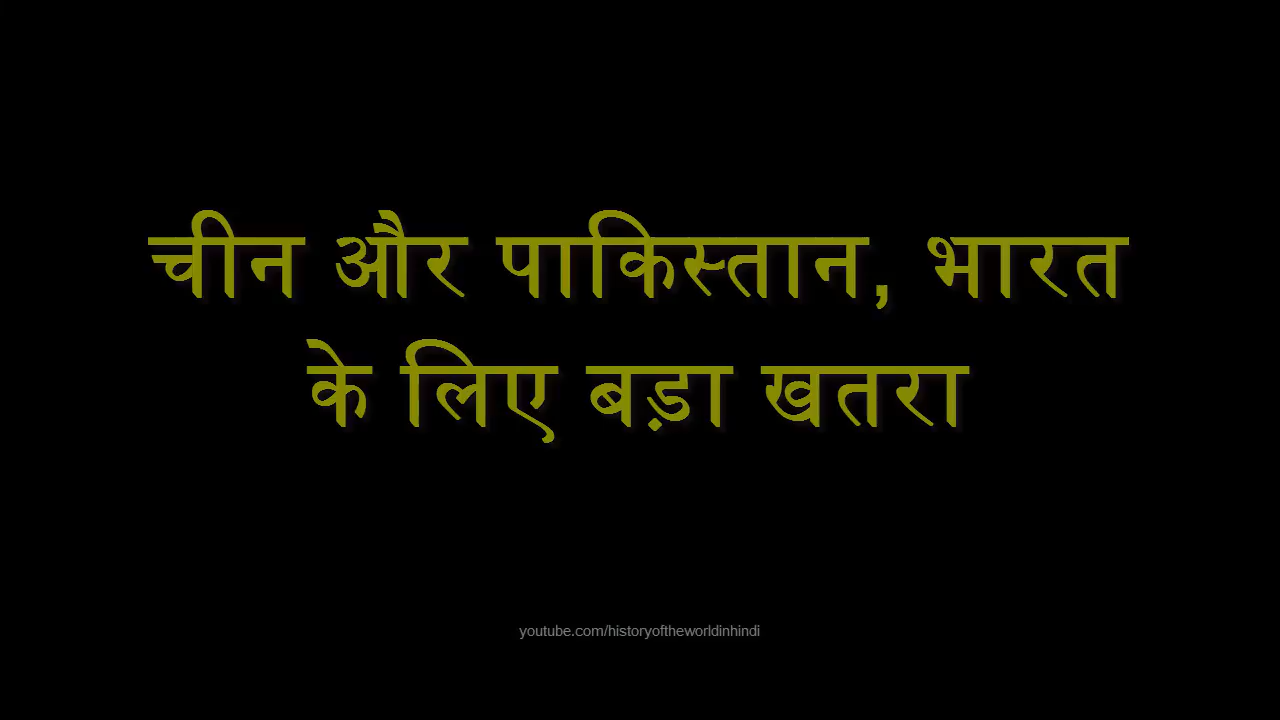 चीन और पाकिस्तान, भारत
के लिए बड़ा खतरा
youtube.com/historyoftheworldinhindi